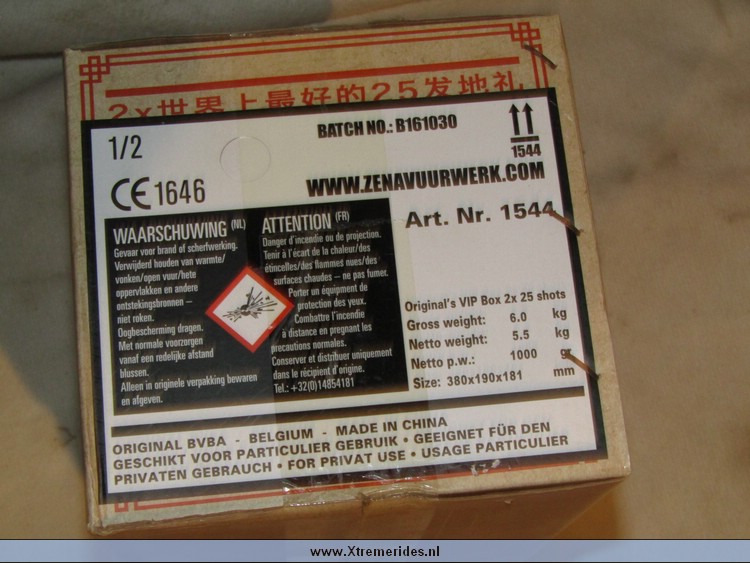 2x世界上最好的25发地礼
1/2
BATCH NO.: B161030
1544
CE 1646
WWW.ZENAVUURWERK.COM
Art. Nr. 1544
WAARSCHUWING (NL)
Gevaar voor brand of scherfwerking.
Verwijderd houden van warmte/
vonken/open vuur/hete
oppervlakken en andere
ontstekingsbronnen –
niet roken.
Oogbescherming dragen.
Met normale voorzorgen
vanaf een redelijke afstand
blussen.
Alleen in originele verpakking bewaren
en afgeven.
ATTENTION (FR)
Danger d'incendie ou de projection.
Tenir à l'écart de la chaleur/des
étincelles/des flammes nues/des
surfaces chaudes – ne pas fumer.
Porter un équipment de
protection des yeux.
Combattre l'incendie
à distance en pregnant les
precautions normales.
Conserver et distribuer uniquement
dans le récipient d'origine.
Tel.: +32(0)14854181
Original's VIP Box 2x 25 shots
Gross weight: 6.0 kg
Netto weight: 5.5 kg
Netto p.w.: 1000 gr
Size: 380x190x181 mm
ORIGINAL BVBA - BELGIUM - MADE IN CHINA
GESCHIKT VOOR PARTICULIER GEBRUIK • GEEIGNET FÜR DEN
PRIVATEN GEBRAUCH • FOR PRIVAT USE • USAGE PARTICULIER
www.Xtremerides.nl